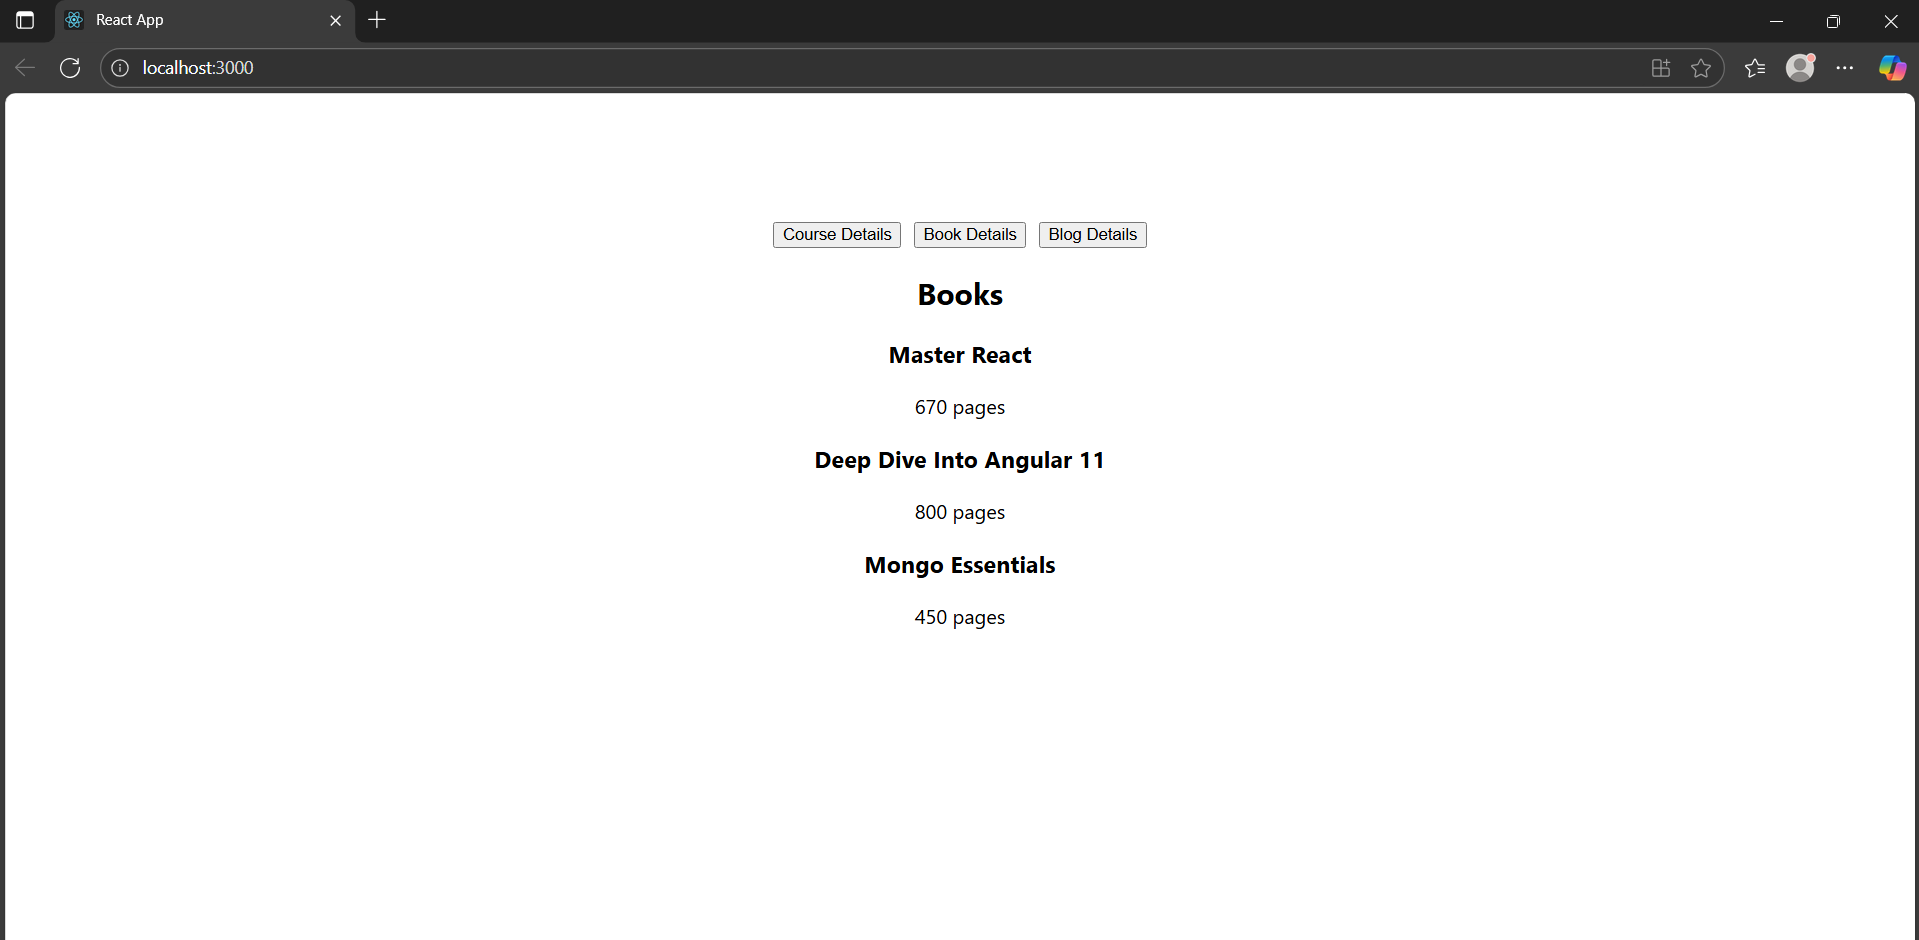 React App
localhost:3000
Course Details Book Details Blog Details
Books
Master React
670 pages
Deep Dive Into Angular 11
800 pages
Mongo Essentials
450 pages